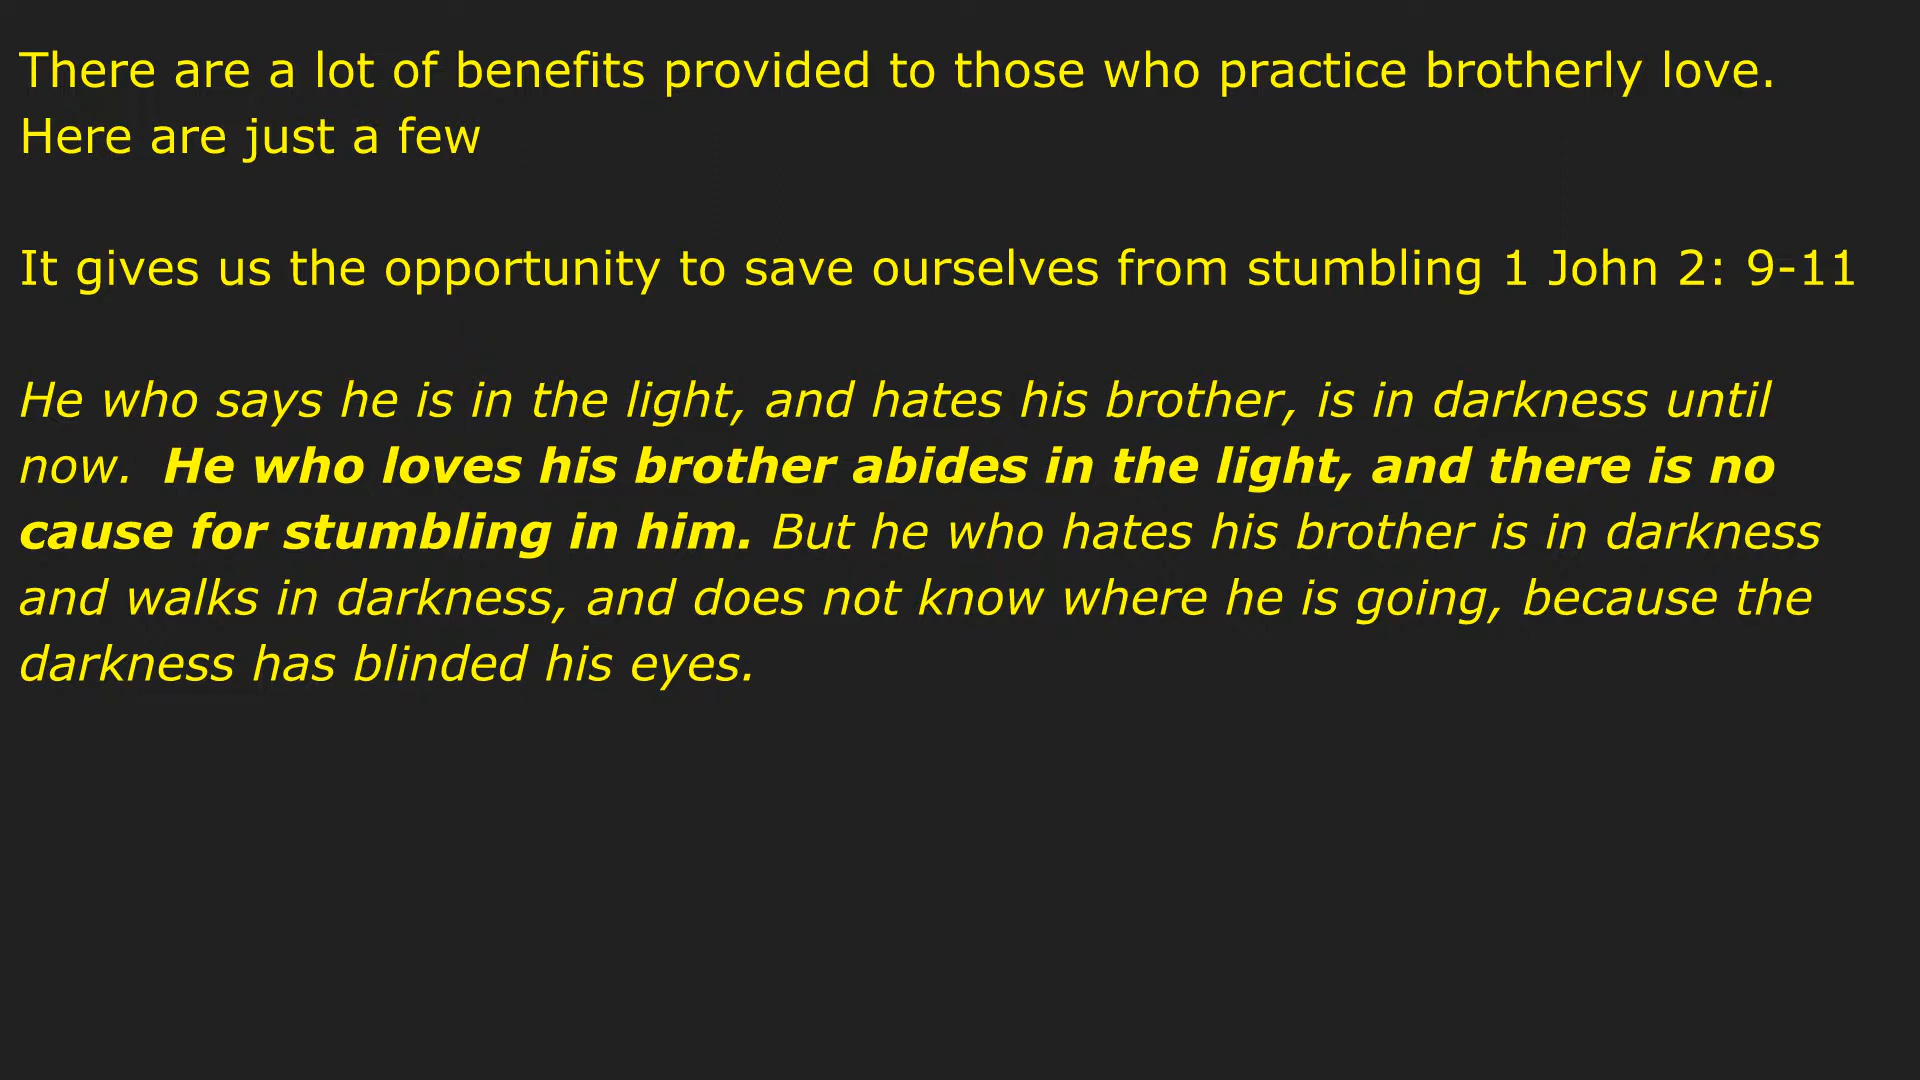 There are a lot of benefits provided to those who practice brotherly love.
Here are just a few
It gives us the opportunity to save ourselves from stumbling 1 John 2: 9-11
He who says he is in the light, and hates his brother, is in darkness until
now.  He who loves his brother abides in the light, and there is no
cause for stumbling in him. But he who hates his brother is in darkness
and walks in darkness, and does not know where he is going, because the
darkness has blinded his eyes.